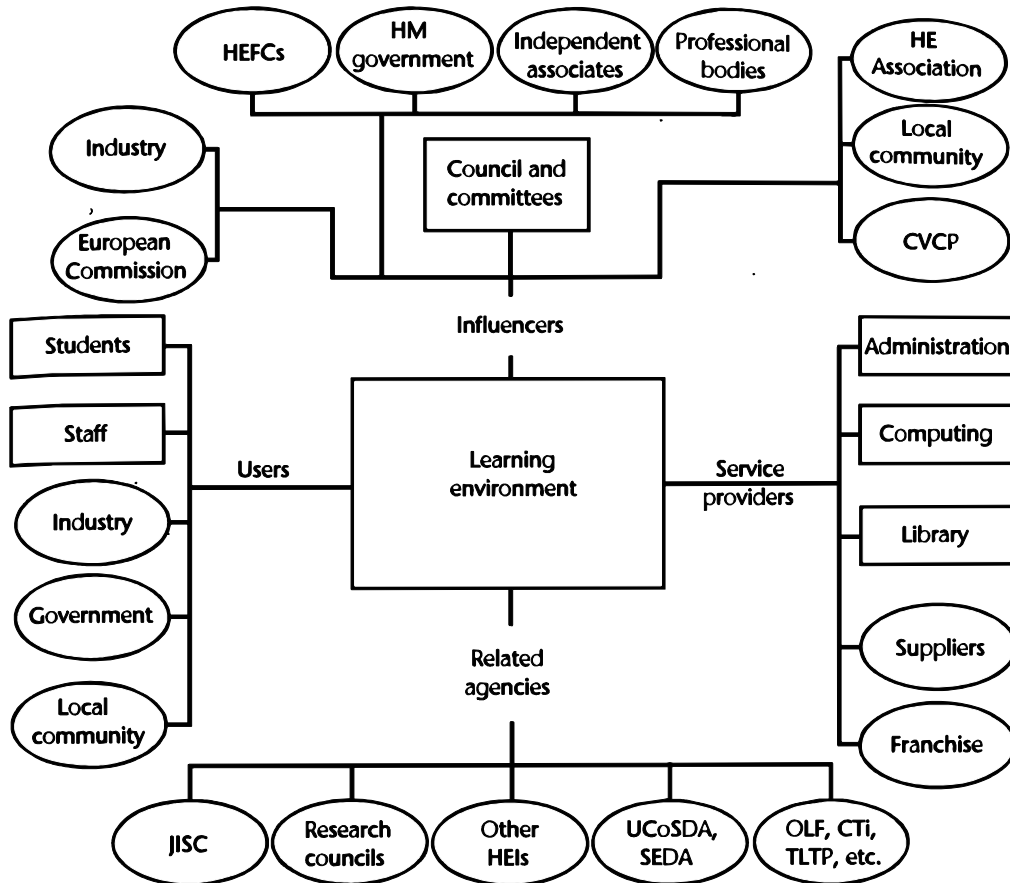 HEFCs
HM
government
Independent
associates
Professional
bodies
HE
Association
Industry
Council and
committees
Local
community
European
Commission
CVCP
Influencers
Students
Administration
Staff
Computing
Users
Learning
environment
Service
providers
Industry
Library
Government
Suppliers
Related
agencies
Local
community
Franchise
JISC
Research
councils
Other
HEIs
UCoSDA,
SEDA
OLF, CTi,
TLTP, etc.